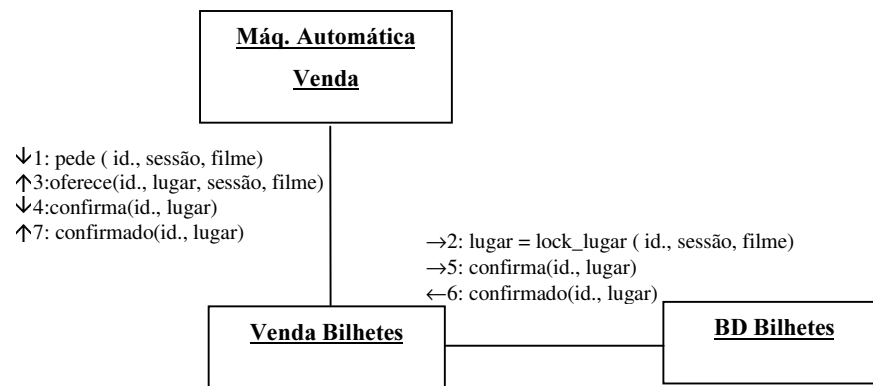 Máq. Automática
Venda
↓1: pede ( id., sessão, filme)
↑3:oferece(id., lugar, sessão, filme)
↓4:confirma(id., lugar)
↑7: confirmado(id., lugar)
→2: lugar = lock_lugar ( id., sessão, filme)
→5: confirma(id., lugar)
←6: confirmado(id., lugar)
Venda Bilhetes
BD Bilhetes